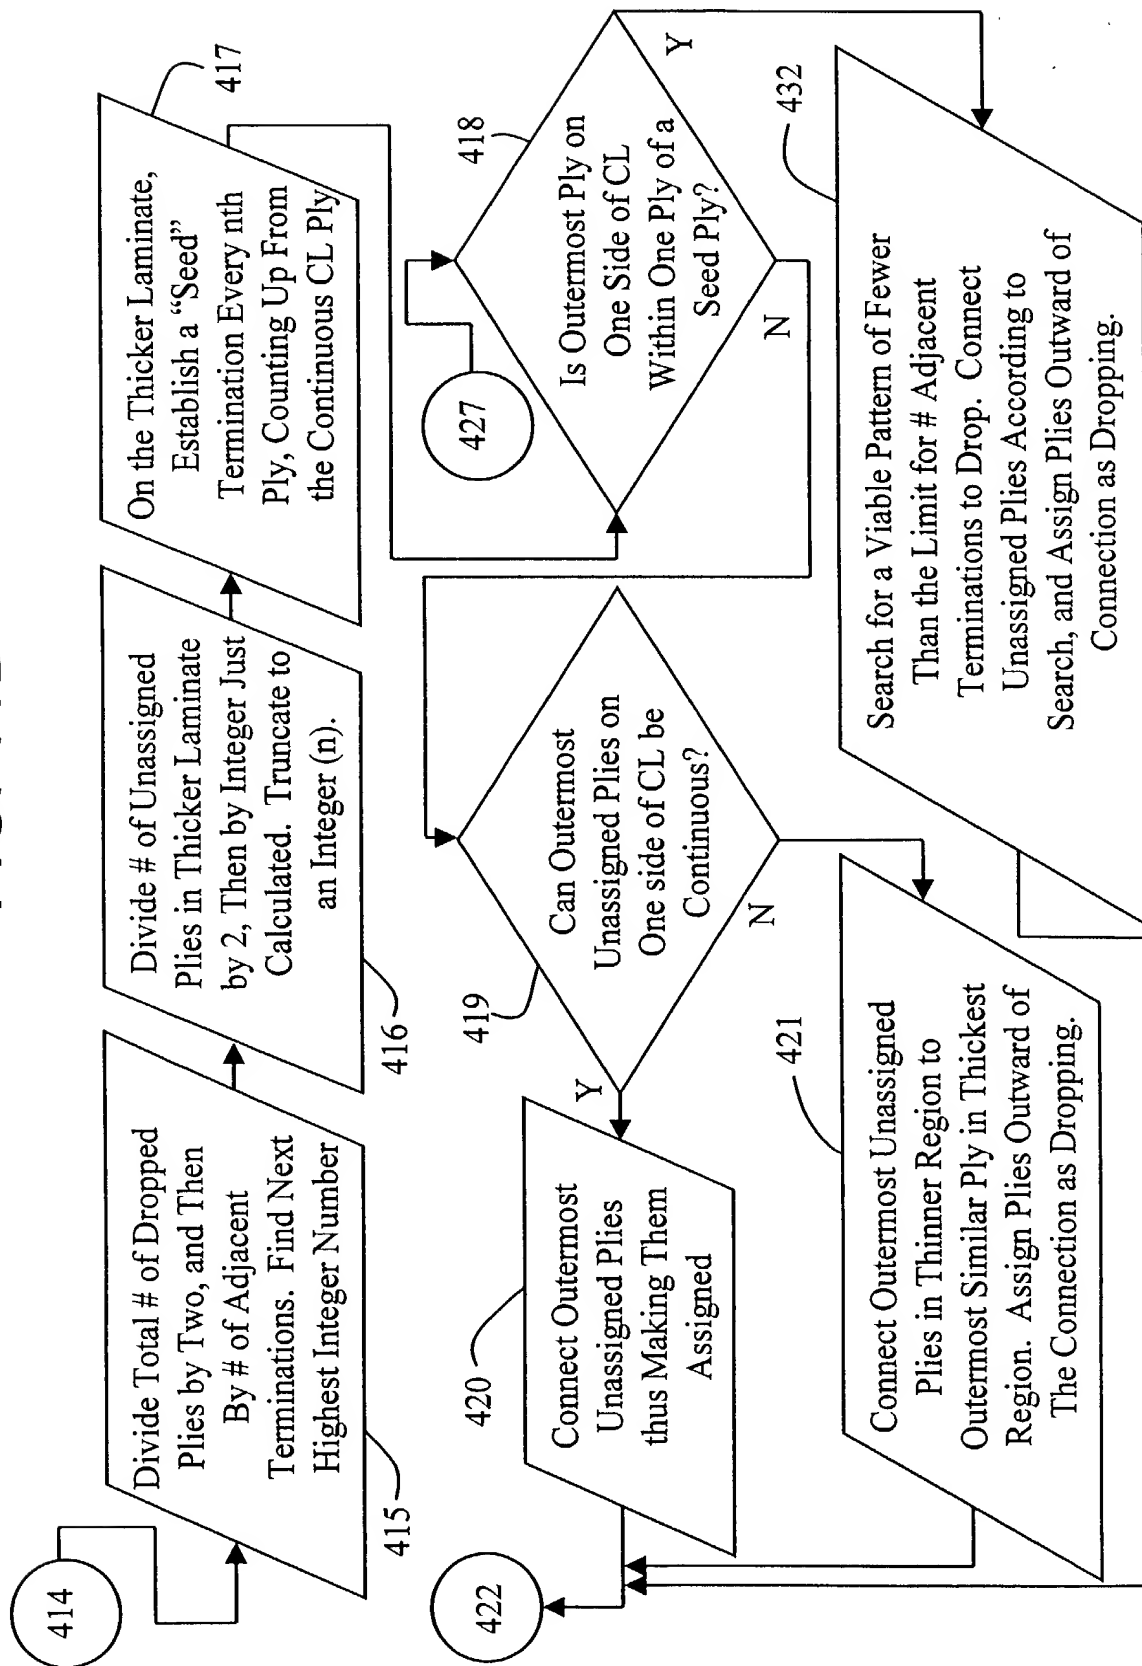 414
Divide Total # of Dropped
Plies by Two, and Then
By # of Adjacent
Terminations. Find Next
Highest Integer Number
415
Divide # of Unassigned
Plies in Thicker Laminate
by 2, Then by Integer Just
Calculated. Truncate to
an Integer (n).
416
On the Thicker Laminate,
Establish a “Seed”
Termination Every nth
Ply, Counting Up From
the Continuous CL Ply
417
427
Is Outermost Ply on
One Side of CL
Within One Ply of a
Seed Ply?
418
Y
N
Can Outermost
Unassigned Plies on
One side of CL be
Continuous?
419
Y
N
Connect Outermost
Unassigned Plies
thus Making Them
Assigned
420
422
Connect Outermost Unassigned
Plies in Thinner Region to
Outermost Similar Ply in Thickest
Region. Assign Plies Outward of
The Connection as Dropping.
421
Search for a Viable Pattern of Fewer
Than the Limit for # Adjacent
Terminations to Drop. Connect
Unassigned Plies According to
Search, and Assign Plies Outward of
Connection as Dropping.
432